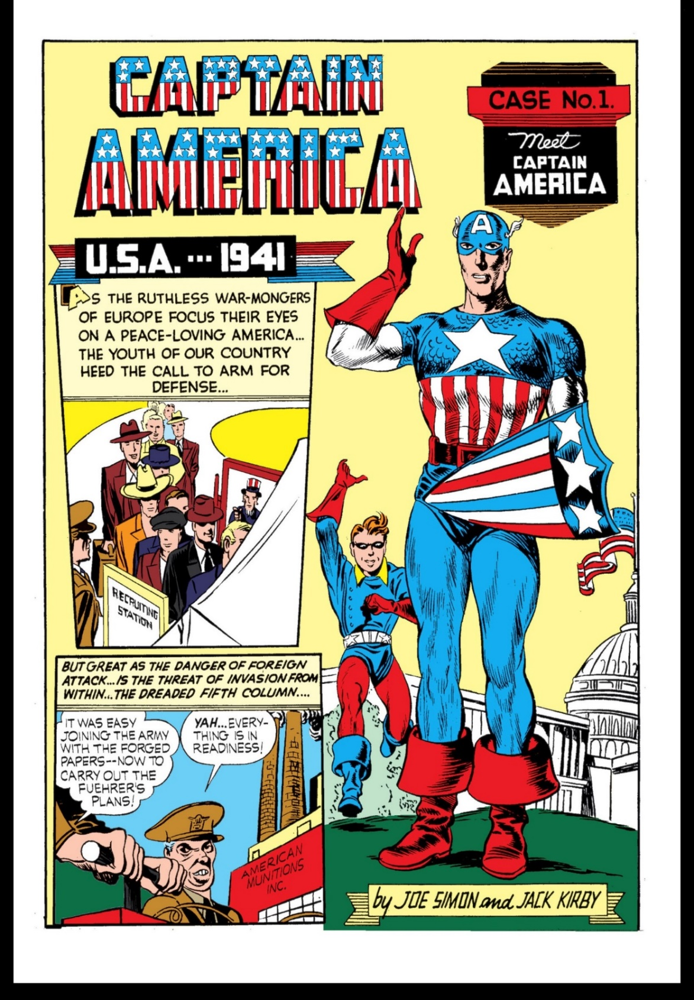 CAPTAIN
AMERICA
CASE No.1.
Meet
CAPTAIN
AMERICA
A
U.S.A. ... 1941
AS THE RUTHLESS WAR-MONGERS
OF EUROPE FOCUS THEIR EYES
ON A PEACE-LOVING AMERICA...
THE YOUTH OF OUR COUNTRY
HEED THE CALL TO ARM FOR
DEFENSE...
RECRUITING
STATION
BUT GREAT AS THE DANGER OF FOREIGN
ATTACK...IS THE THREAT OF INVASION FROM
WITHIN...THE DREADED FIFTH COLUMN....
IT WAS EASY
JOINING THE ARMY
WITH THE FORGED
PAPERS--NOW TO
CARRY OUT THE
FUEHRER'S
PLANS!
YAH...EVERY-
THING IS IN
READINESS!
AMERICAN
MUNITIONS
INC.
by JOE SIMON and JACK KIRBY